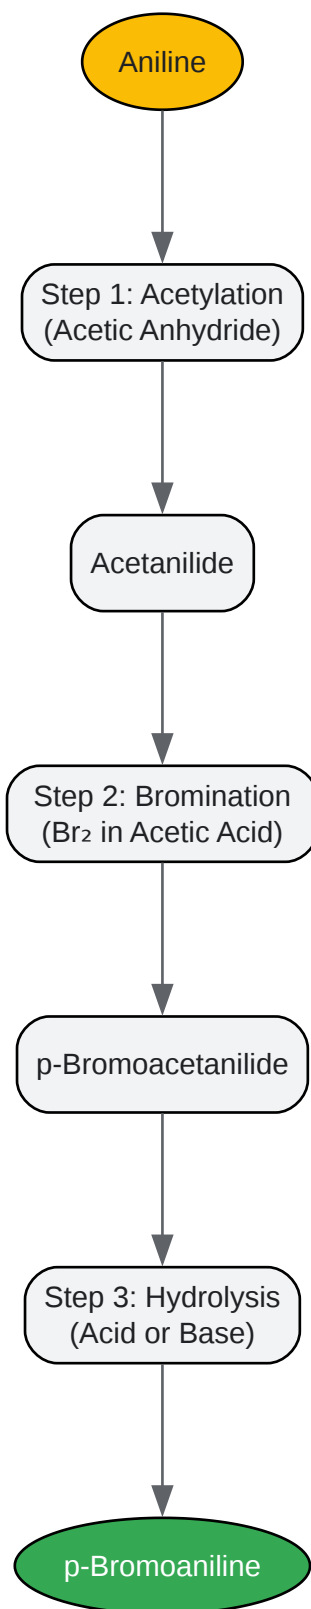 Aniline
Step 1: Acetylation
(Acetic Anhydride)
Acetanilide
Step 2: Bromination
(Br₂ in Acetic Acid)
p-Bromoacetanilide
Step 3: Hydrolysis
(Acid or Base)
p-Bromoaniline